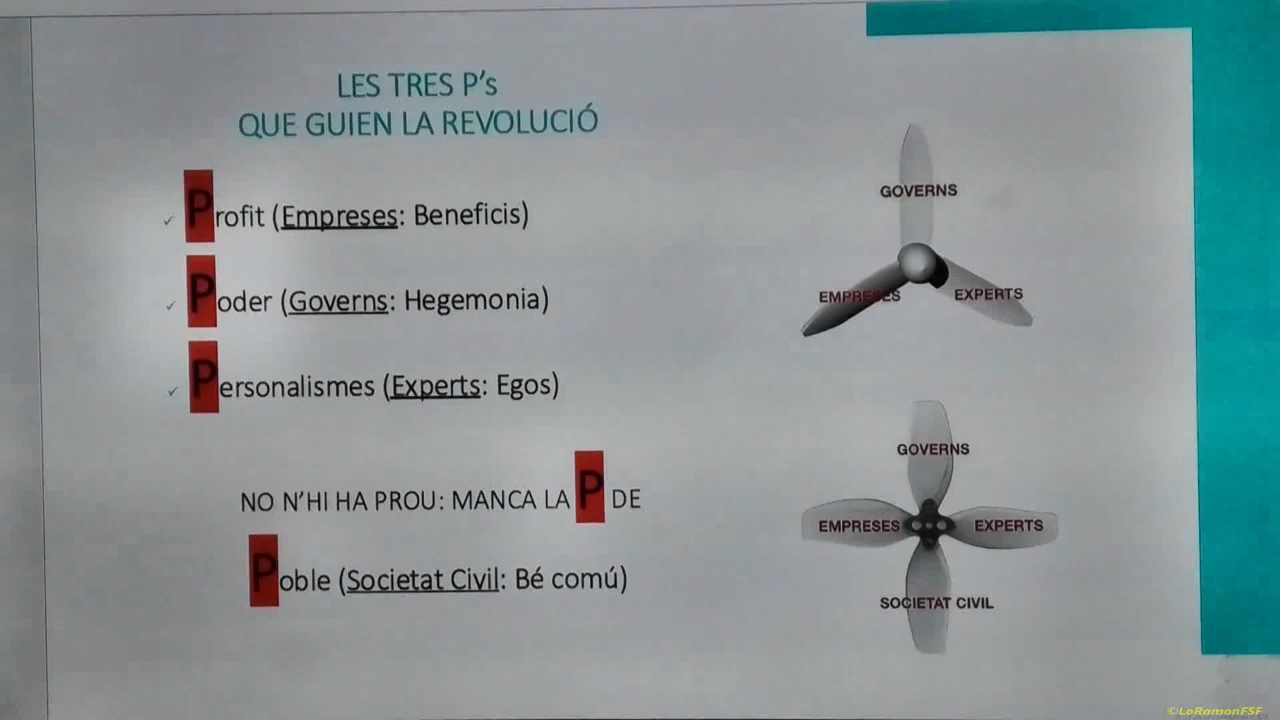 LES TRES P's
QUE GUIEN LA REVOLUCIÓ
Profit (Empreses: Beneficis)
Poder (Governs: Hegemonia)
Personalismes (Experts: Egos)
NO N'HI HA PROU: MANCA LA P DE
Poble (Societat Civil: Bé comú)
GOVERNS
EMPRESES
EXPERTS
GOVERNS
EMPRESES
EXPERTS
SOCIETAT CIVIL
©LoRamonFSF